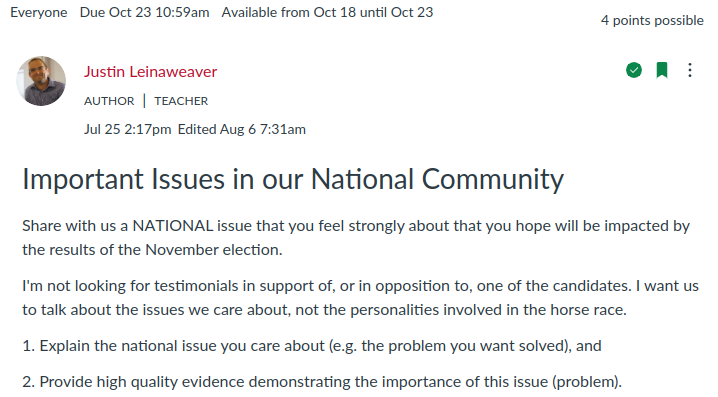 Everyone Due Oct 23 10:59am Available from Oct 18 until Oct 23
4 points possible
Justin Leinaweaver
AUTHOR | TEACHER
Jul 25 2:17pm Edited Aug 6 7:31am
Important Issues in our National Community
Share with us a NATIONAL issue that you feel strongly about that you hope will be impacted by
the results of the November election.
I'm not looking for testimonials in support of, or in opposition to, one of the candidates. I want us
to talk about the issues we care about, not the personalities involved in the horse race.
1. Explain the national issue you care about (e.g. the problem you want solved), and
2. Provide high quality evidence demonstrating the importance of this issue (problem).